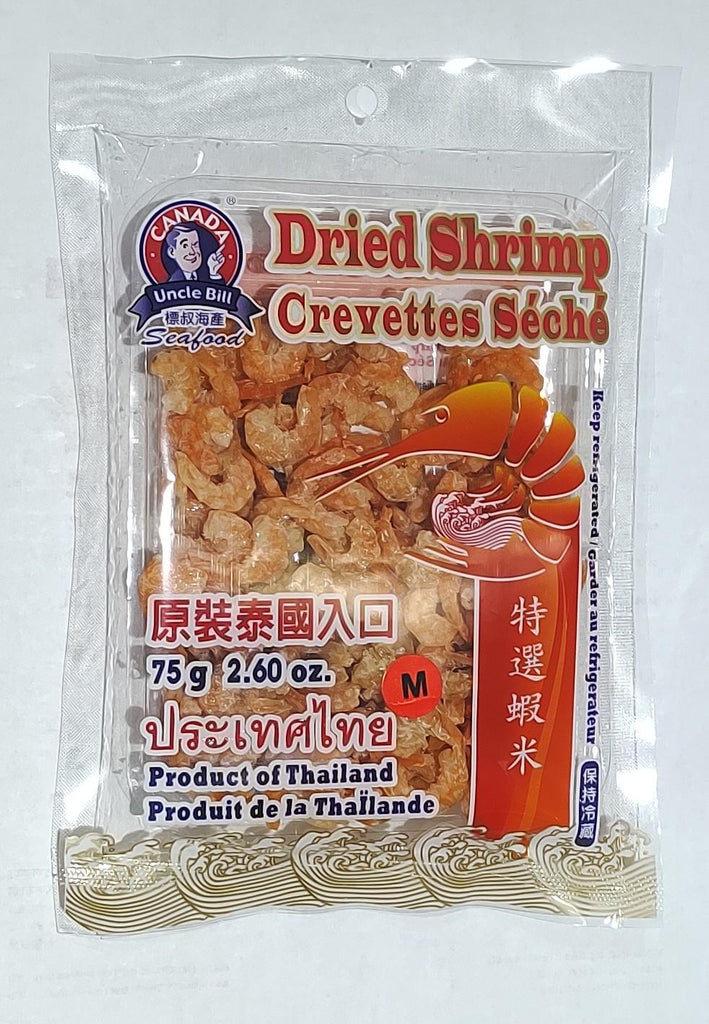 CANADA
®
Uncle Bill
標叔海產
Seafood
Dried Shrimp
Crevettes Séché
Keep refrigerated / Garder au refrigerateur
保持冷藏
特選蝦米
原裝泰國入口
75 g 2.60 oz.
M
ประเทศไทย
Product of Thailand
Produit de la Thaïlande